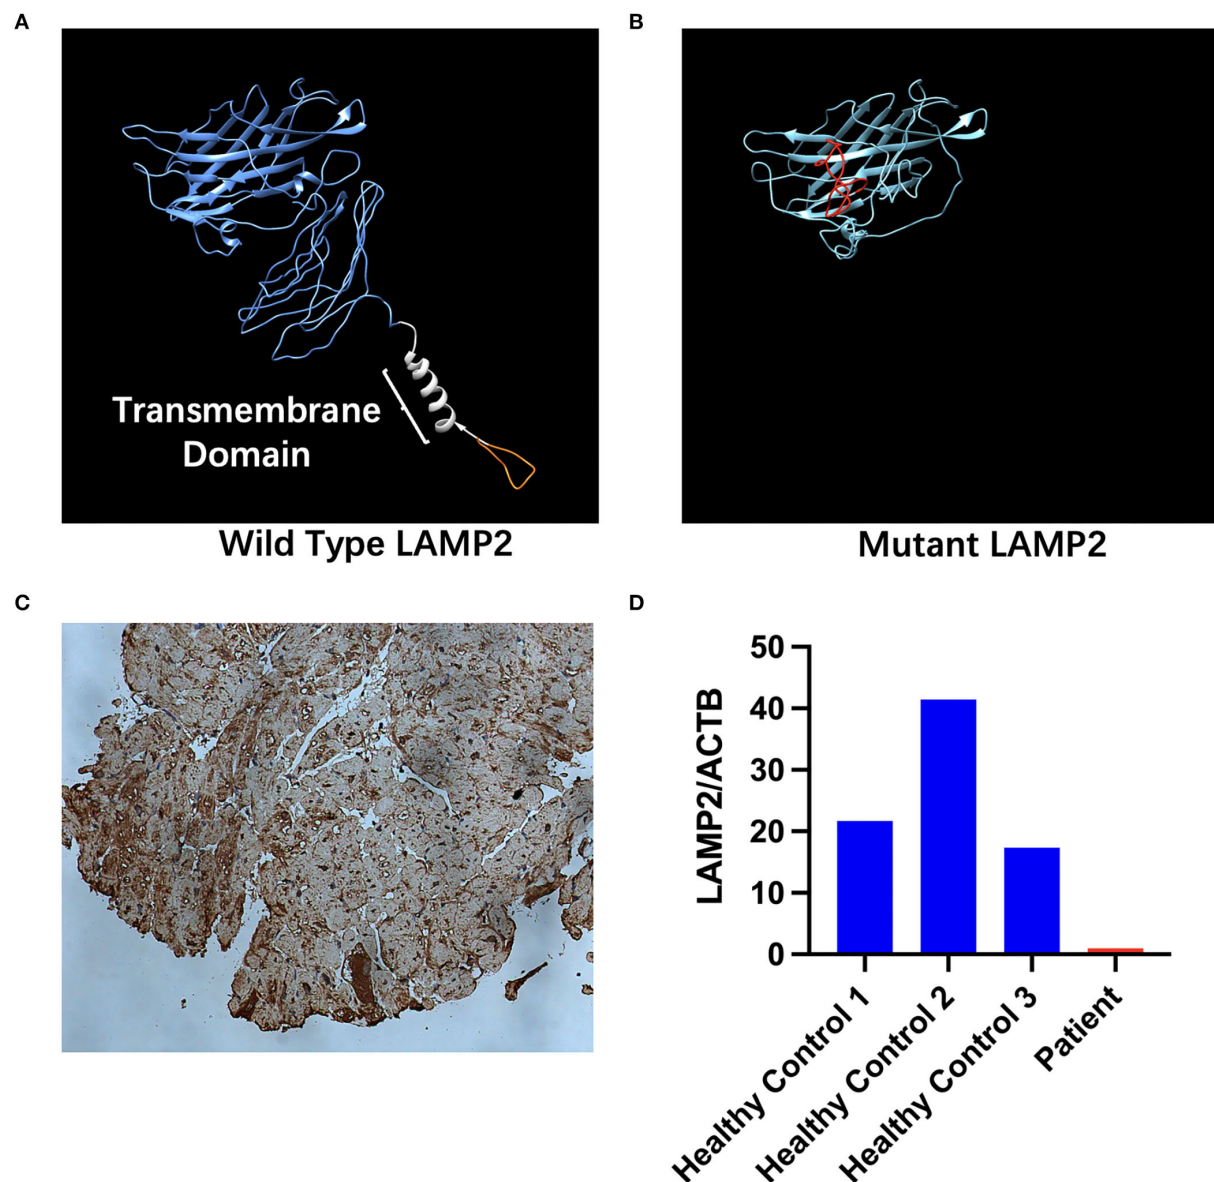 A
B
Transmembrane
Domain
Wild Type LAMP2
Mutant LAMP2
C
D
LAMP2/ACTB
50
40
30
20
10
0
Healthy Control 1
Healthy Control 2
Healthy Control 3
Patient